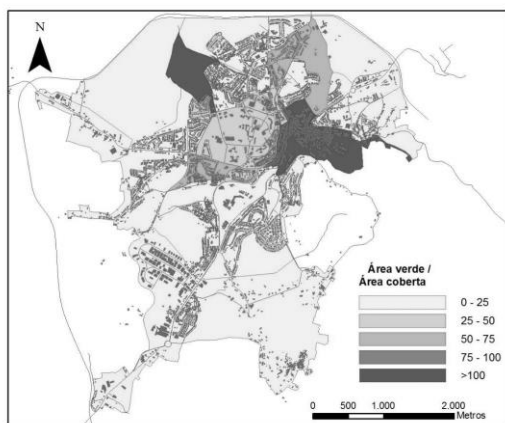 N
Área verde /
Área coberta
0 - 25
25 - 50
50 - 75
75 - 100
>100
0 500 1.000 2.000
Metros